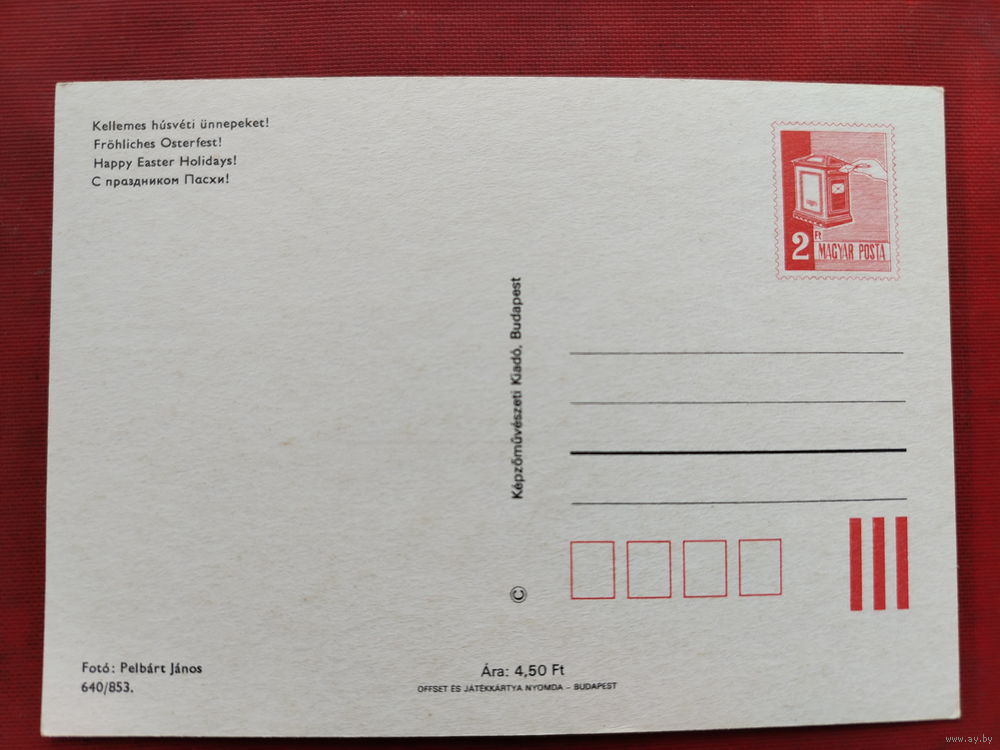 Kellemes húsvéti ünnepeket!
Fröhliches Osterfest!
Happy Easter Holidays!
С праздником Пасхи!
2 Ft
MAGYAR POSTA
Képzőművészeti Kiadó, Budapest
©
Fotó: Pelbárt János
640/853.
Ára: 4,50 Ft
OFFSET ÉS JÁTÉKKÁRTYA NYOMDA – BUDAPEST
www.ay.by